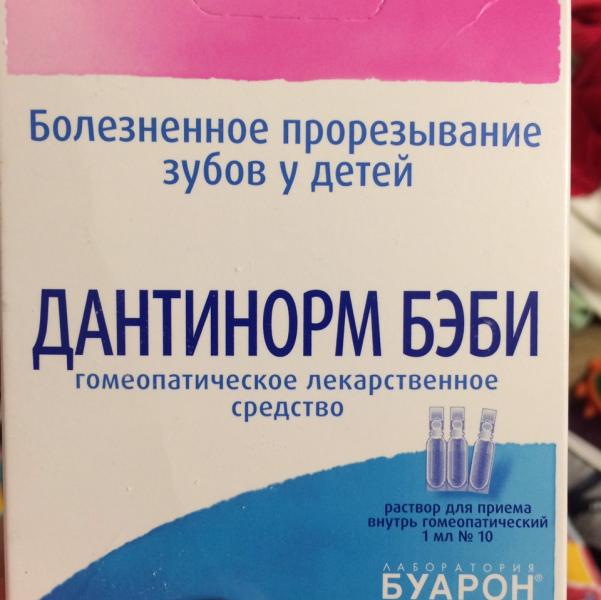 Болезненное прорезывание
зубов у детей
ДАНТИНОРМ БЭБИ
гомеопатическое лекарственное
средство
раствор для приема
внутрь гомеопатический
1 мл № 10
ЛАБОРАТОРИЯ
БУАРОН®